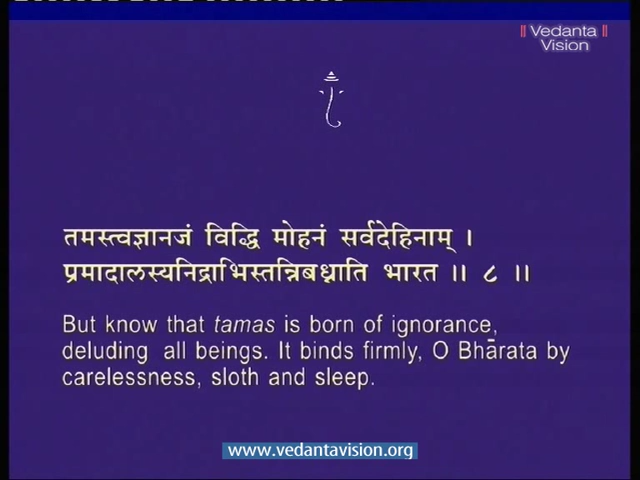 ॥ Vedanta ॥
Vision
तमस्त्वज्ञानजं विद्धि मोहनं सर्वदेहिनाम् ।
प्रमादालस्यनिद्राभिस्तन्निबध्नाति भारत ॥ ८ ॥
But know that tamas is born of ignorance,
deluding all beings. It binds firmly, O Bhārata by
carelessness, sloth and sleep.
www.vedantavision.org